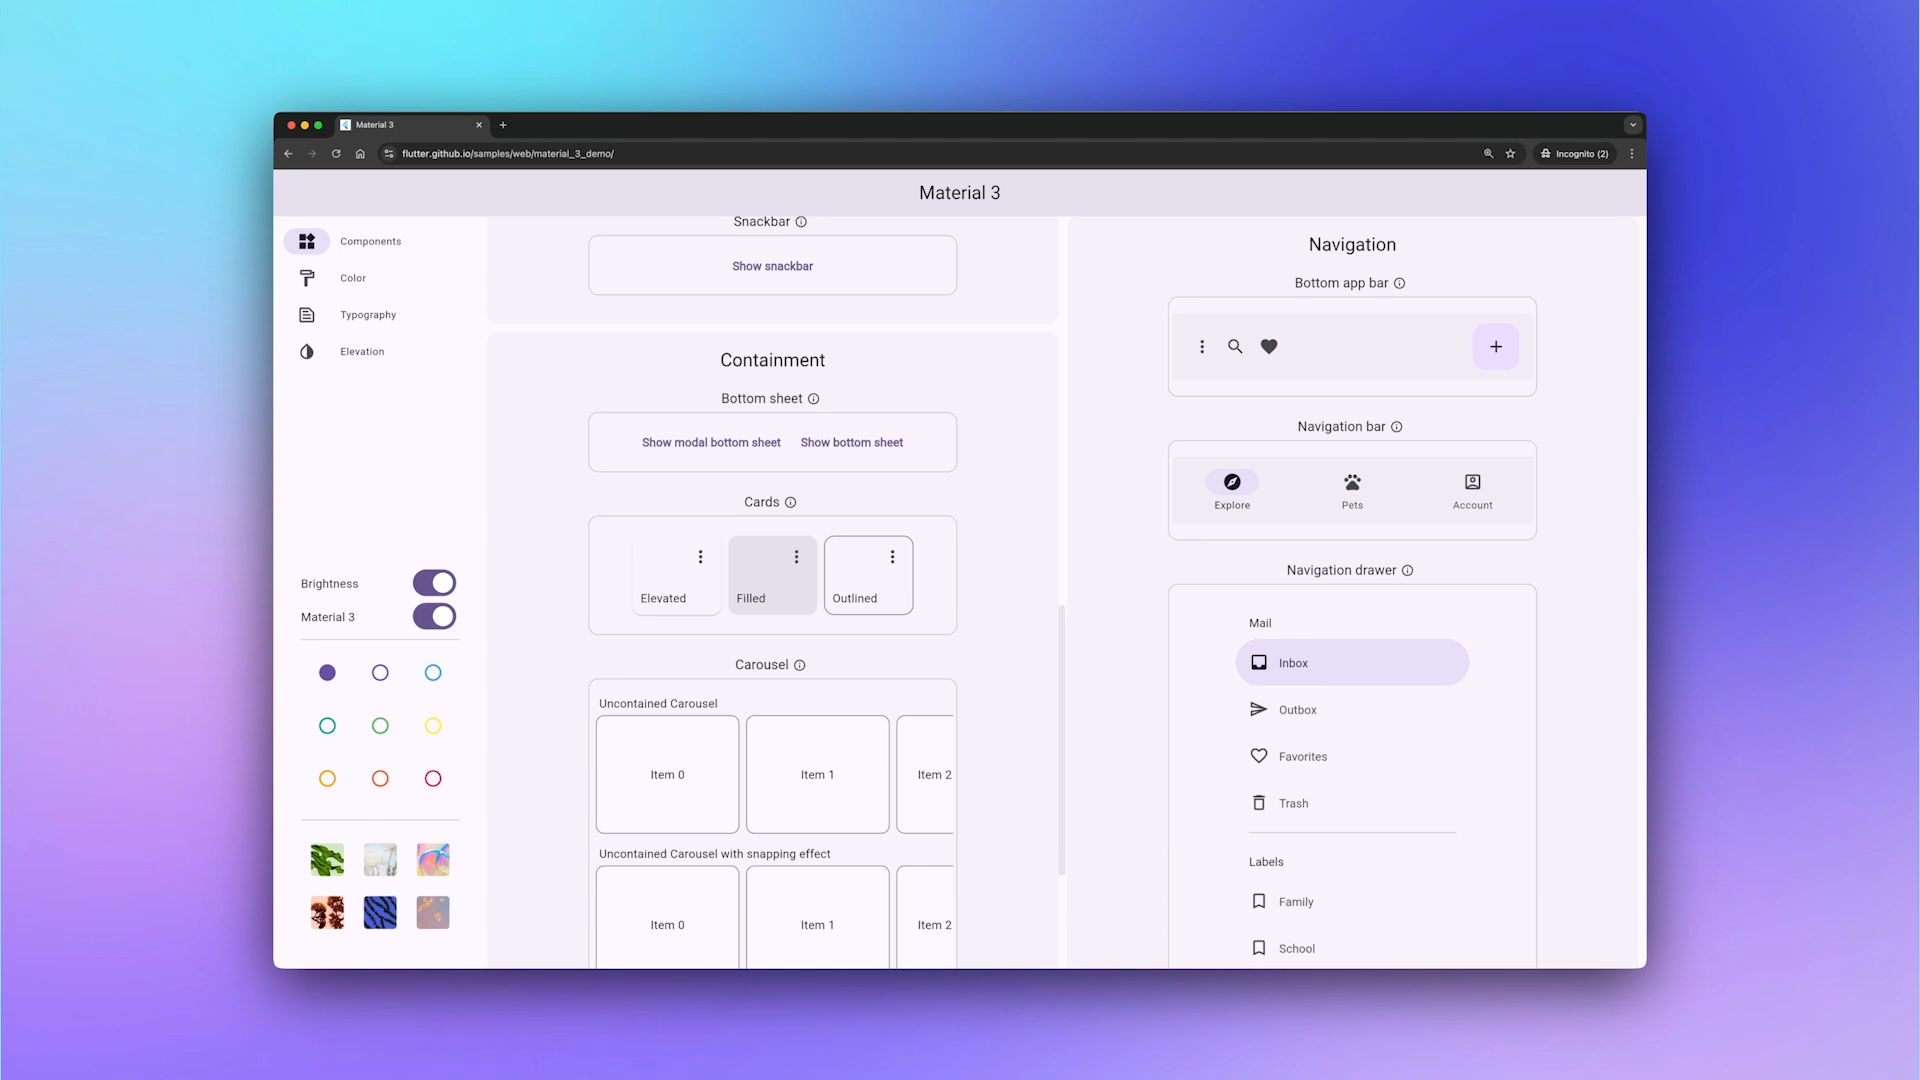 Material 3
flutter.github.io/samples/web/material_3_demo/
Incognito (2)
Material 3
Components
Color
Typography
Elevation
Brightness
Material 3
Snackbar
Show snackbar
Containment
Bottom sheet
Show modal bottom sheet Show bottom sheet
Cards
Elevated Filled Outlined
Carousel
Uncontained Carousel
Item 0 Item 1 Item 2
Uncontained Carousel with snapping effect
Item 0 Item 1 Item 2
Navigation
Bottom app bar
Navigation bar
Explore Pets Account
Navigation drawer
Mail
Inbox
Outbox
Favorites
Trash
Labels
Family
School